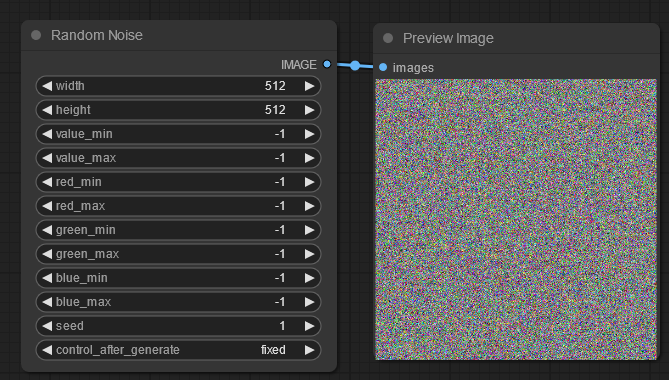 Random Noise
IMAGE
width 512
height 512
value_min -1
value_max -1
red_min -1
red_max -1
green_min -1
green_max -1
blue_min -1
blue_max -1
seed 1
control_after_generate fixed
Preview Image
images